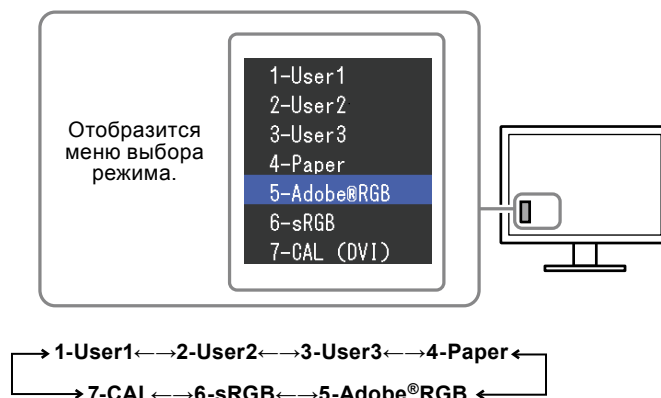 Отобразится
меню выбора
режима.
1-User1
2-User2
3-User3
4-Paper
5-Adobe®RGB
6-sRGB
7-CAL (DVI)
1-User1←→2-User2←→3-User3←→4-Paper
7-CAL←→6-sRGB←→5-Adobe®RGB